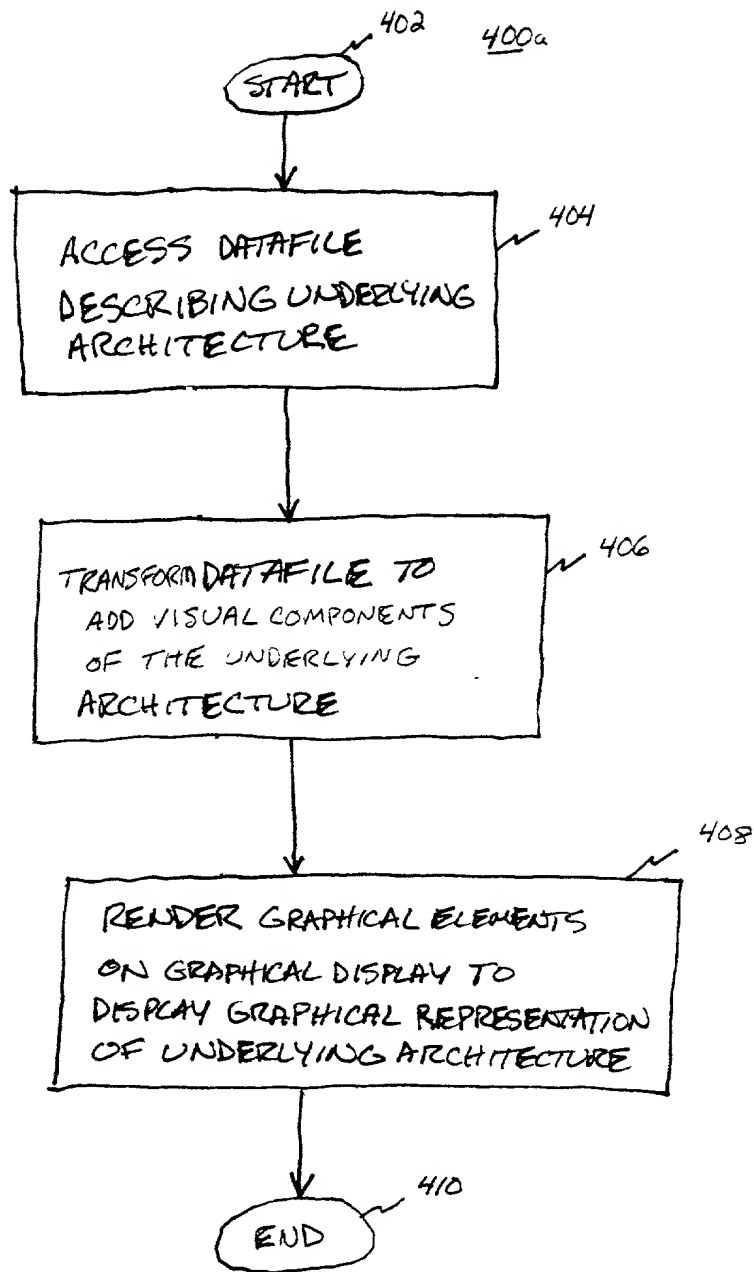 402
400a
START
404
ACCESS DATAFILE
DESCRIBING UNDERLYING
ARCHITECTURE
406
TRANSFORM DATAFILE TO
ADD VISUAL COMPONENTS
OF THE UNDERLYING
ARCHITECTURE
408
RENDER GRAPHICAL ELEMENTS
ON GRAPHICAL DISPLAY TO
DISPLAY GRAPHICAL REPRESENTATION
OF UNDERLYING ARCHITECTURE
410
END